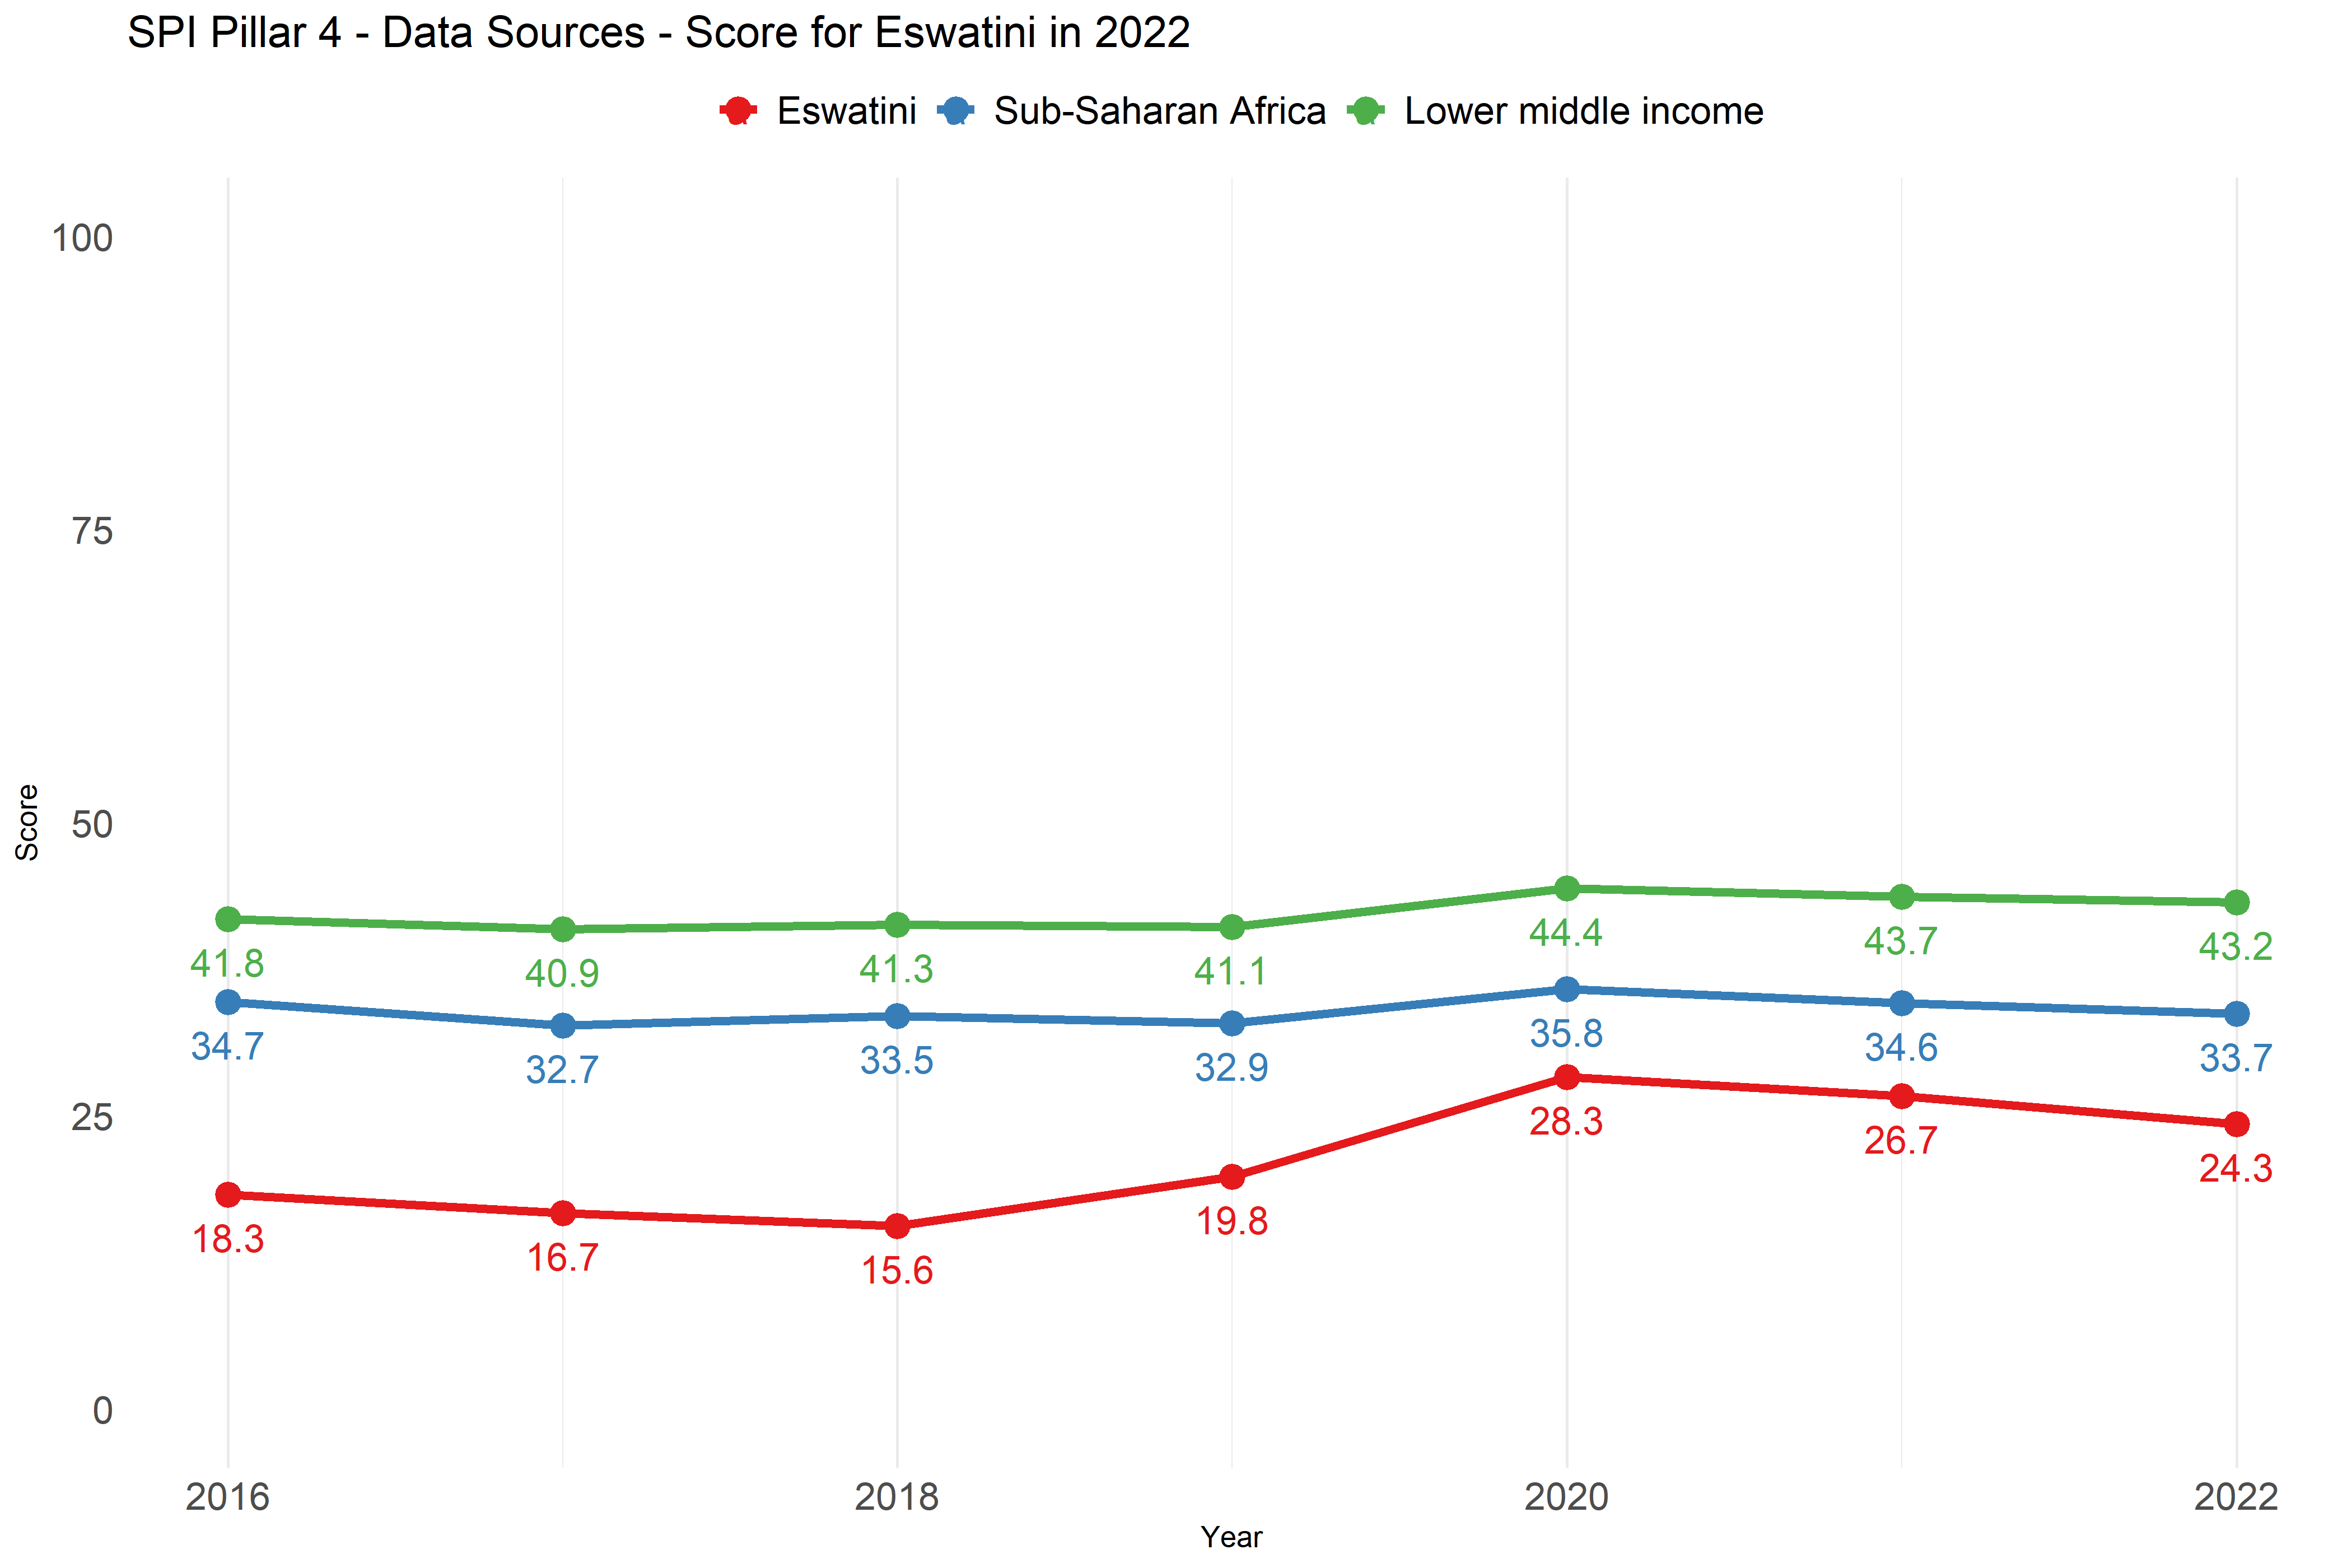 SPI Pillar 4 - Data Sources - Score for Eswatini in 2022
Eswatini Sub-Saharan Africa Lower middle income
100
75
50
25
0
Score
41.8 40.9 41.3 41.1 44.4 43.7 43.2
34.7 32.7 33.5 32.9 35.8 34.6 33.7
18.3 16.7 15.6 19.8 28.3 26.7 24.3
2016 2018 2020 2022
Year